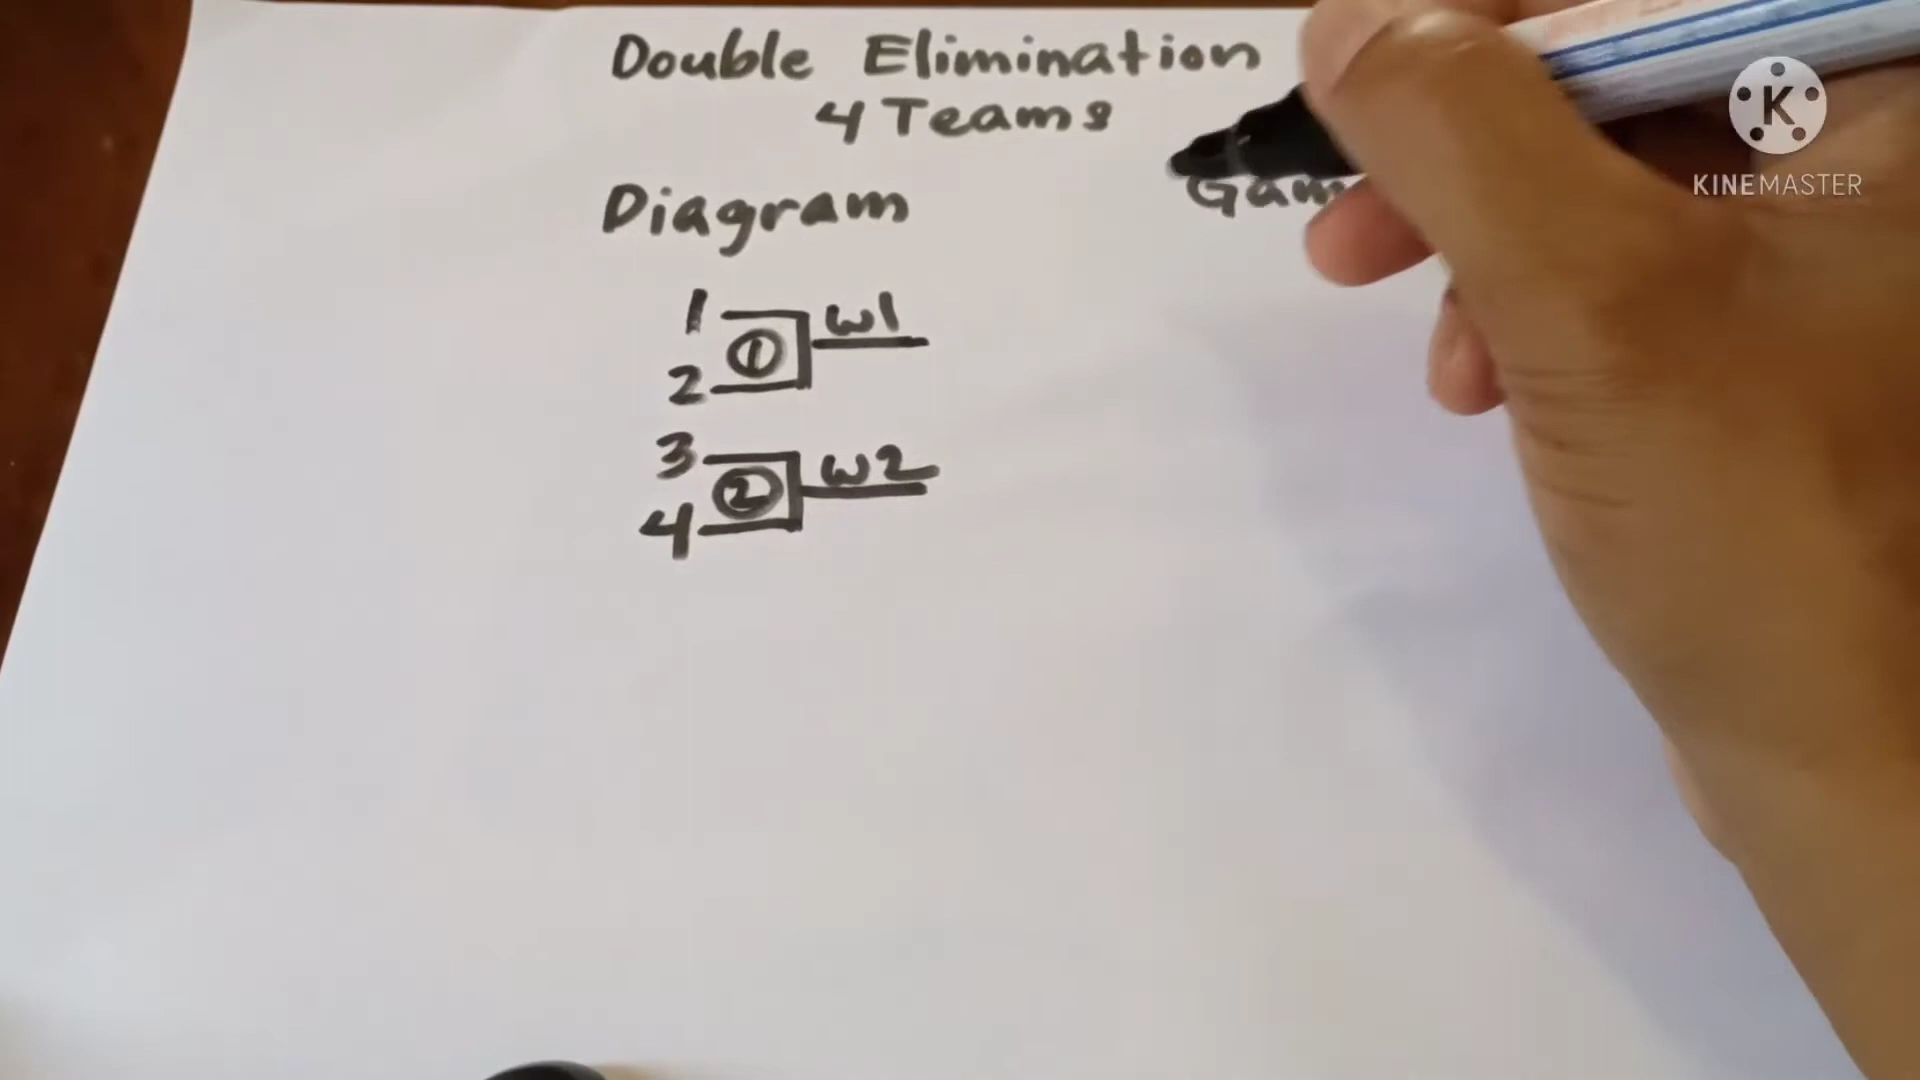 Double Elimination
4 Teams
Diagram
1
2
① W1
3
4
② W2
K
KINEMASTER